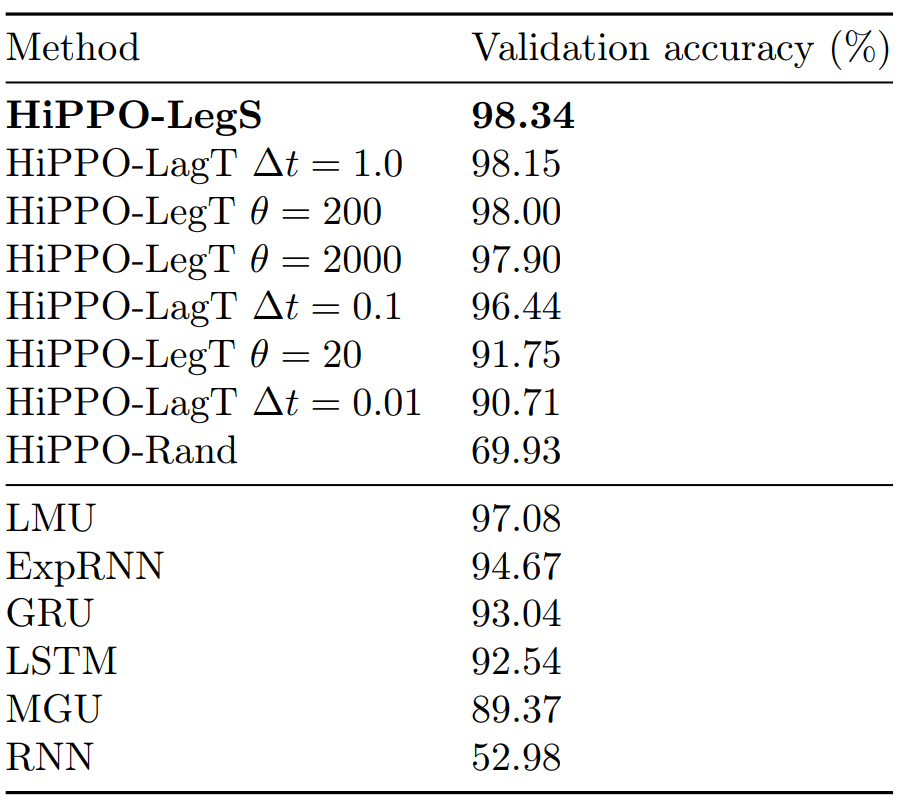 Method Validation accuracy (%)
HiPPO-LegS 98.34
HiPPO-LagT Δt = 1.0 98.15
HiPPO-LegT θ = 200 98.00
HiPPO-LegT θ = 2000 97.90
HiPPO-LagT Δt = 0.1 96.44
HiPPO-LegT θ = 20 91.75
HiPPO-LagT Δt = 0.01 90.71
HiPPO-Rand 69.93
LMU 97.08
ExpRNN 94.67
GRU 93.04
LSTM 92.54
MGU 89.37
RNN 52.98